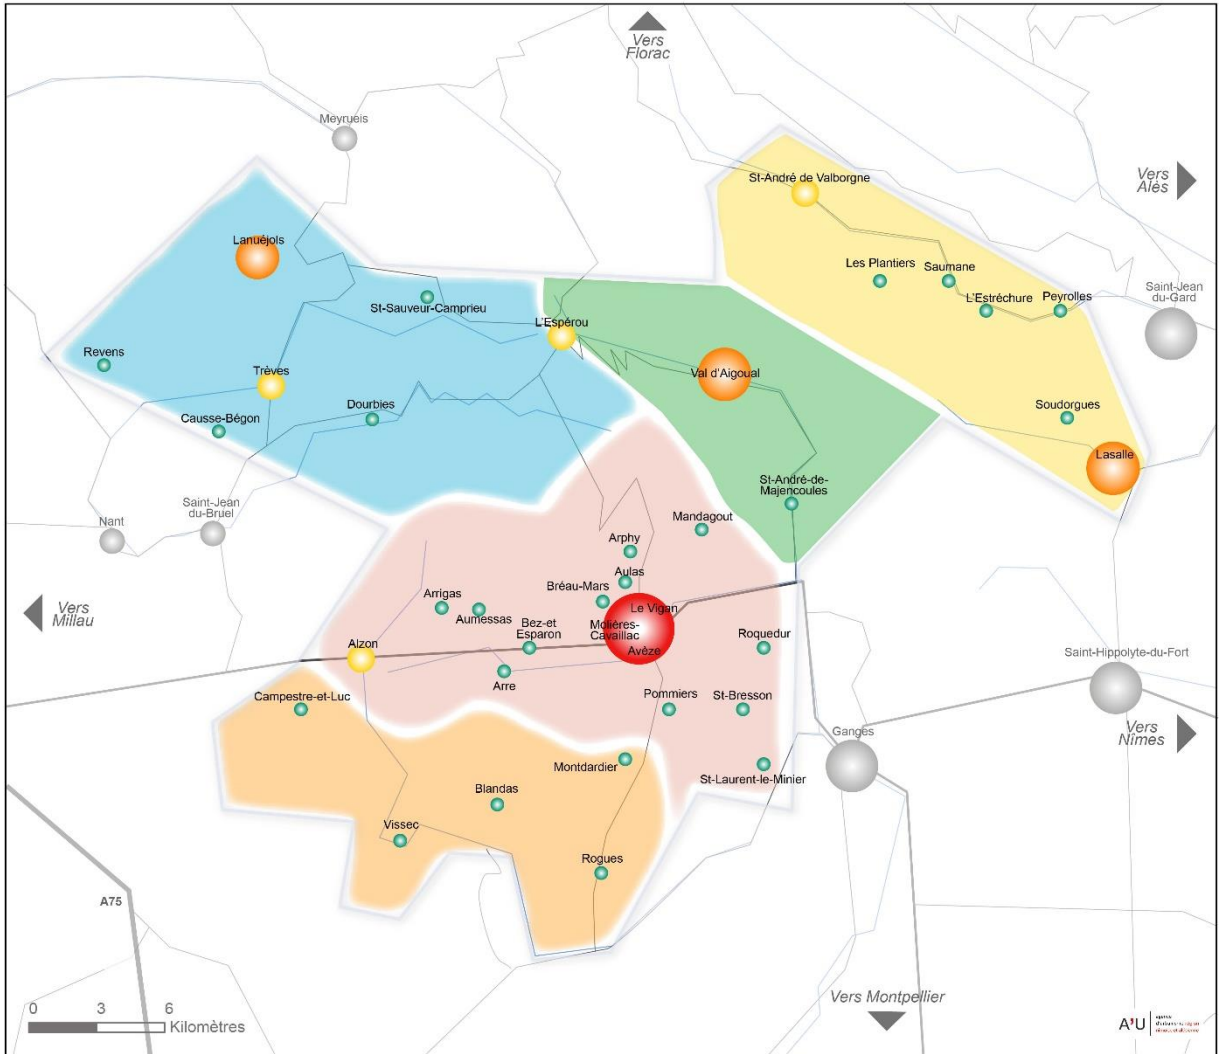 Vers
Florac
Meyrueis
Vers
Alès
St-André de Valborgne
Lanuéjols
Les Plantiers
Saumane
L'Estréchure
Peyrolles
Saint-Jean
du-Gard
St-Sauveur-Camprieu
L'Espérou
Revens
Trèves
Val d'Aigoual
Causse-Bégon
Dourbies
Soudorgues
Lasalle
St-André-de-
Majencoules
Saint-Jean
du-Bruel
Nant
Mandagout
Arphy
Aulas
Bréau-Mars
Vers
Millau
Arrigas
Aumessas
Le Vigan
Bez-et
Esparon
Molières-
Cavaillac
Avèze
Roquedur
Alzon
Arre
Saint-Hippolyte-du-Fort
Campestre-et-Luc
Pommiers
St-Bresson
Ganges
Vers
Nîmes
Montdardier
St-Laurent-le-Minier
Blandas
Vissec
Rogues
A75
Vers Montpellier
0 3 6
Kilomètres
A'U